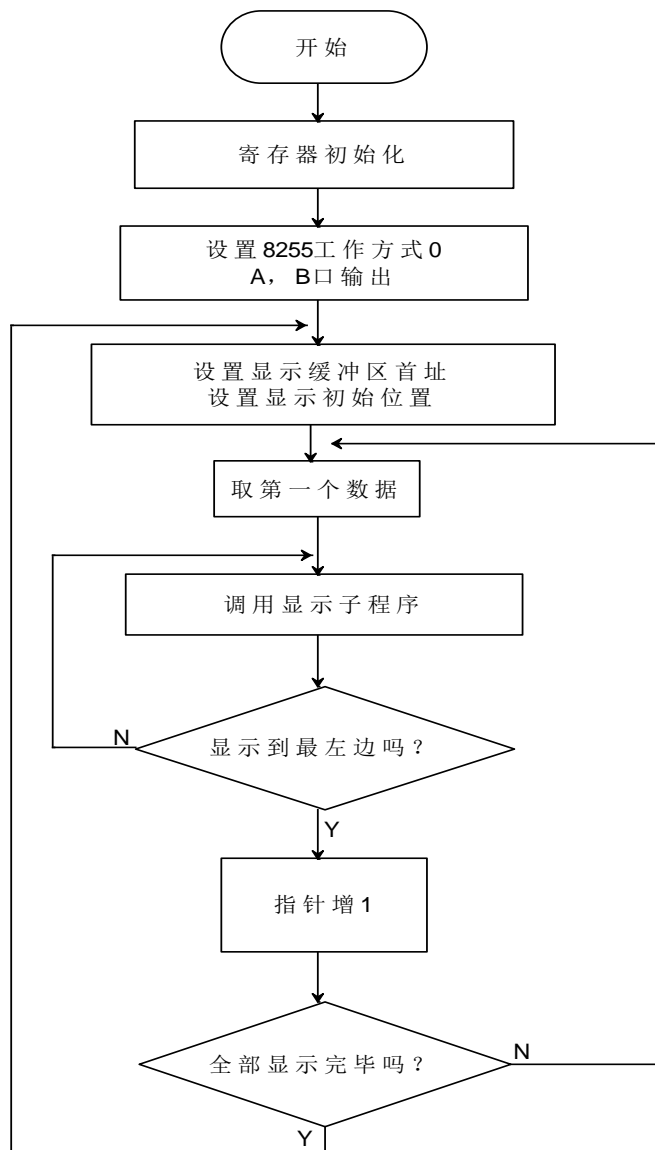 开始
寄存器初始化
设置8255工作方式0
A，B口输出
设置显示缓冲区首址
设置显示初始位置
取第一个数据
调用显示子程序
N
显示到最左边吗？
Y
指针增1
全部显示完毕吗？
N
Y